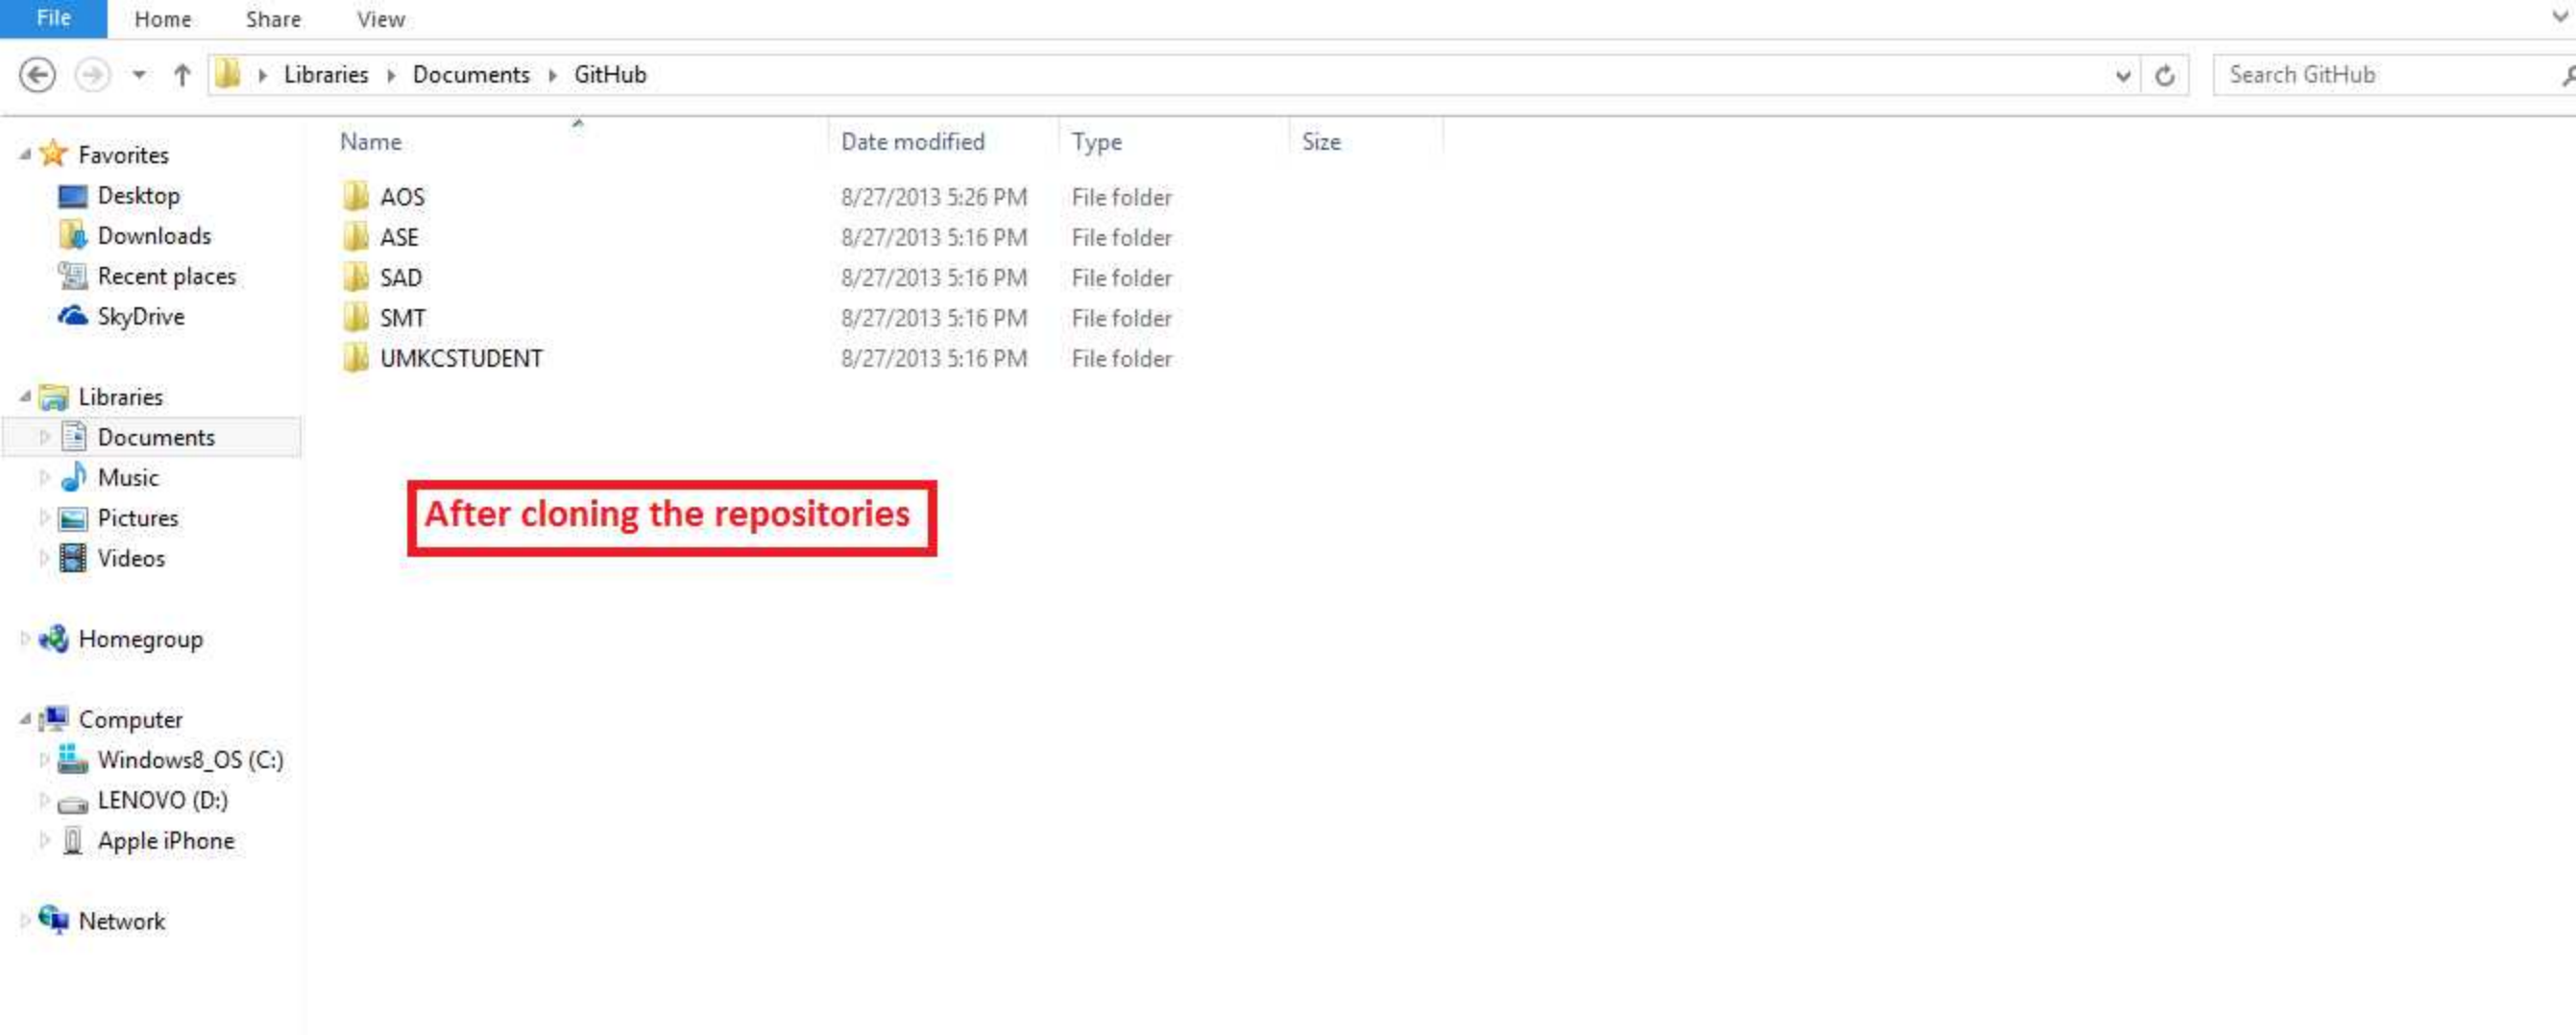 File Home Share View
Libraries Documents GitHub Search GitHub
Name Date modified Type Size
Favorites
Desktop
Downloads
Recent places
SkyDrive
Libraries
Documents
Music
Pictures
Videos
Homegroup
Computer
Windows8_OS (C:)
LENOVO (D:)
Apple iPhone
Network
AOS 8/27/2013 5:26 PM File folder
ASE 8/27/2013 5:16 PM File folder
SAD 8/27/2013 5:16 PM File folder
SMT 8/27/2013 5:16 PM File folder
UMKCSTUDENT 8/27/2013 5:16 PM File folder
After cloning the repositories